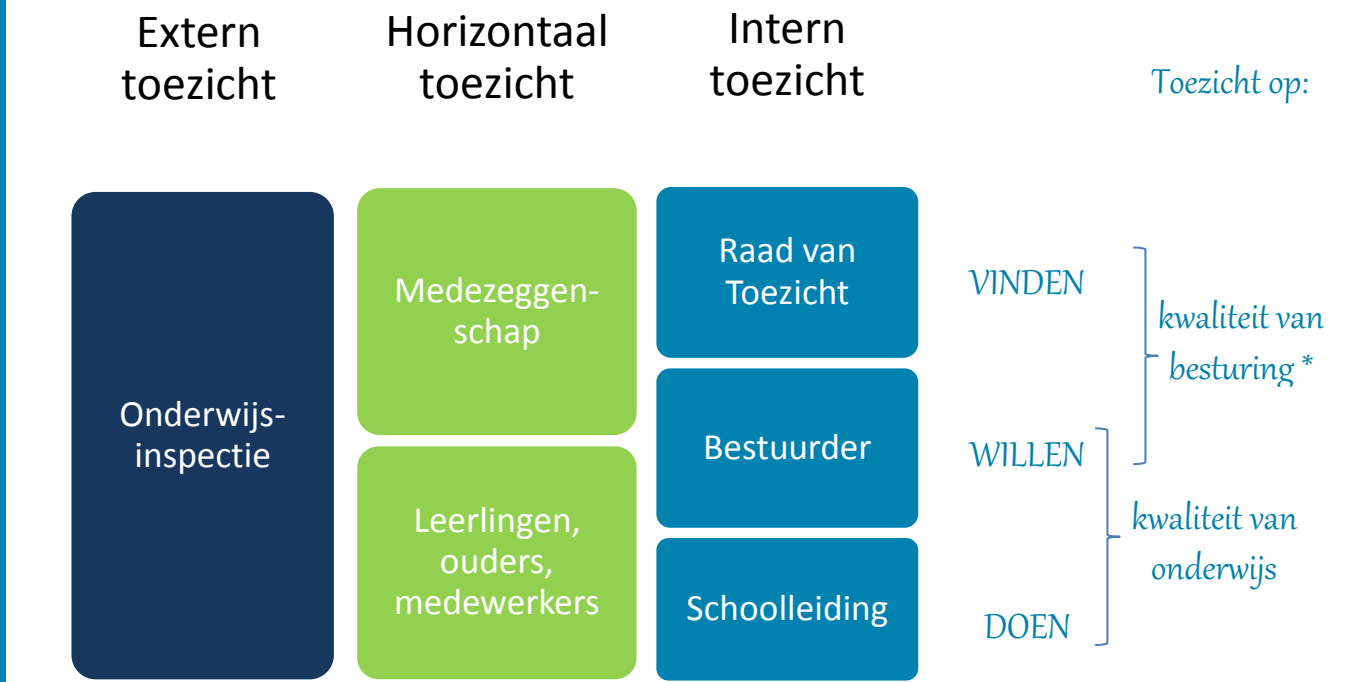 Extern
toezicht
Horizontaal
toezicht
Intern
toezicht
Toezicht op:
Onderwijs-
inspectie
Medezeggen-
schap
Leerlingen,
ouders,
medewerkers
Raad van
Toezicht
Bestuurder
Schoolleiding
VINDEN
WILLEN
DOEN
kwaliteit van
besturing *
kwaliteit van
onderwijs